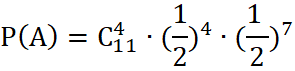 P(A) = C₁₁⁴ · (1/2)⁴ · (1/2)⁷